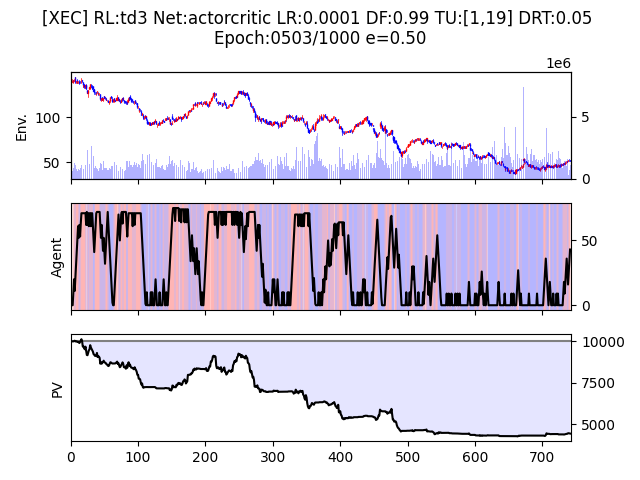 [XEC] RL:td3 Net:actorcritic LR:0.0001 DF:0.99 TU:[1,19] DRT:0.05
Epoch:0503/1000 e=0.50
1e6
Env.
100
50
5
0
Agent
50
0
PV
10000
7500
5000
0 100 200 300 400 500 600 700